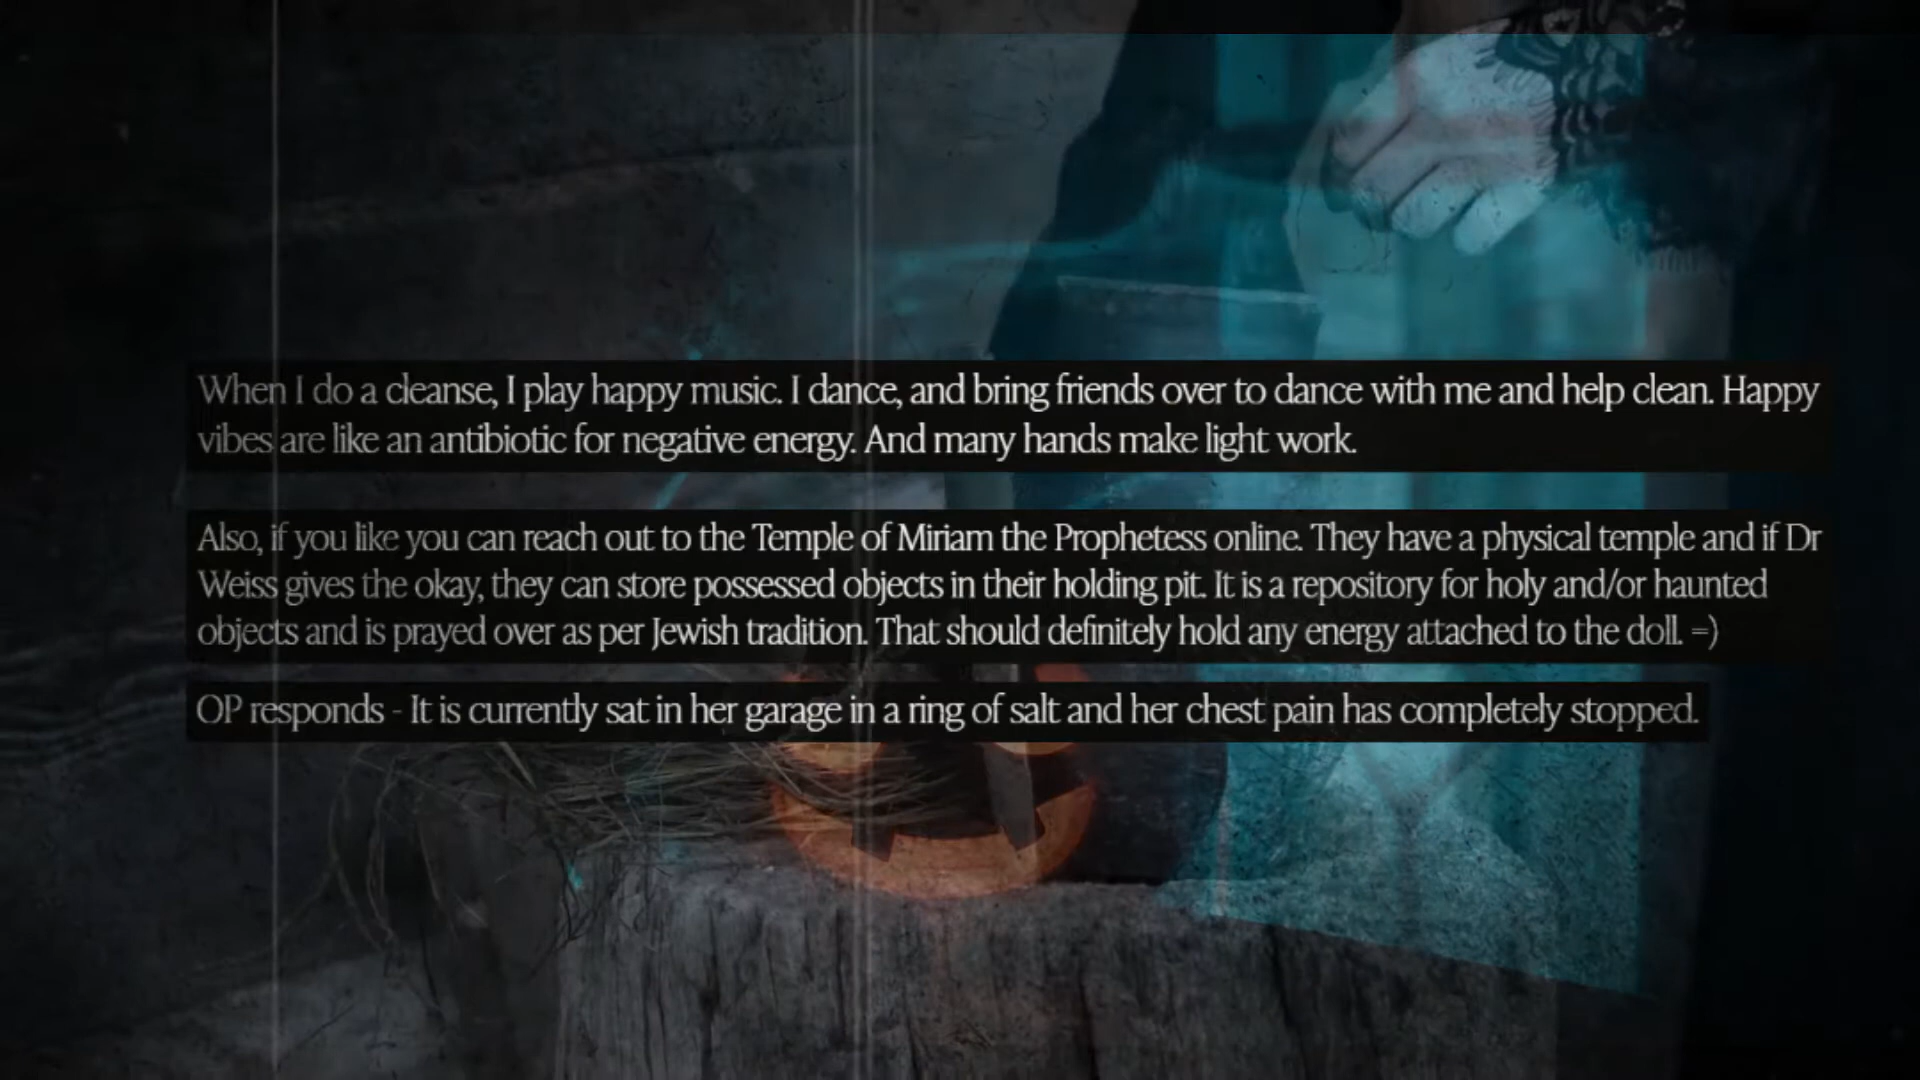 When I do a cleanse, I play happy music. I dance, and bring friends over to dance with me and help clean. Happy
vibes are like an antibiotic for negative energy. And many hands make light work.
Also, if you like you can reach out to the Temple of Miriam the Prophetess online. They have a physical temple and if Dr
Weiss gives the okay, they can store possessed objects in their holding pit. It is a repository for holy and/or haunted
objects and is prayed over as per Jewish tradition. That should definitely hold any energy attached to the doll. =)
OP responds - It is currently sat in her garage in a ring of salt and her chest pain has completely stopped.